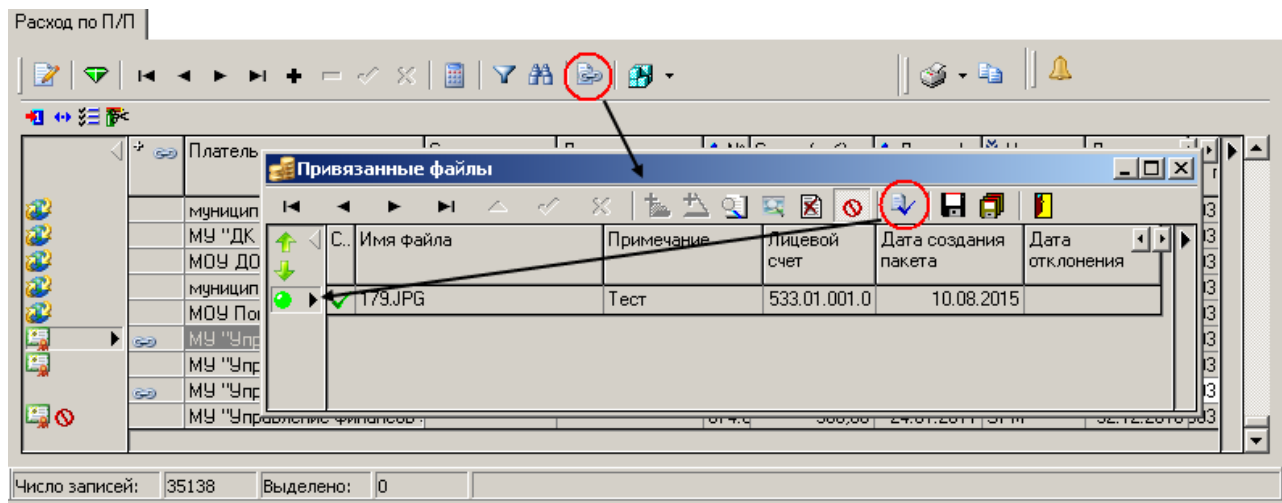 Расход по П/П
Платель
муницип
МУ "ДК
МОУ ДО
муницип
МОУ По
МУ "Упр
МУ "Упр
МУ "Упр
МУ "Управление финансов
Привязанные файлы
С.. Имя файла Примечание Лицевой счет Дата создания пакета Дата отклонения
179.JPG Тест 533.01.001.0 10.08.2015
Число записей: 35138 Выделено: 0